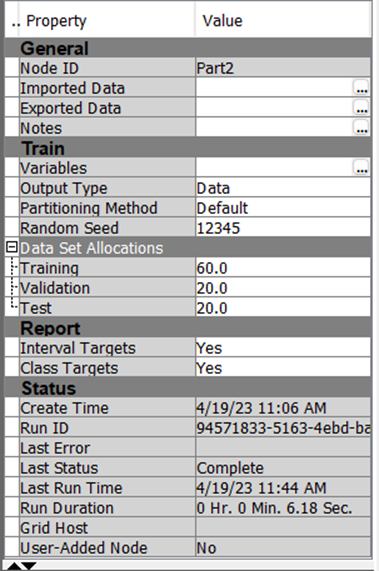 .. Property Value
General
Node ID Part2
Imported Data ...
Exported Data ...
Notes ...
Train
Variables ...
Output Type Data
Partitioning Method Default
Random Seed 12345
Data Set Allocations
Training 60.0
Validation 20.0
Test 20.0
Report
Interval Targets Yes
Class Targets Yes
Status
Create Time 4/19/23 11:06 AM
Run ID 94571833-5163-4ebd-ba
Last Error
Last Status Complete
Last Run Time 4/19/23 11:44 AM
Run Duration 0 Hr. 0 Min. 6.18 Sec.
Grid Host
User-Added Node No